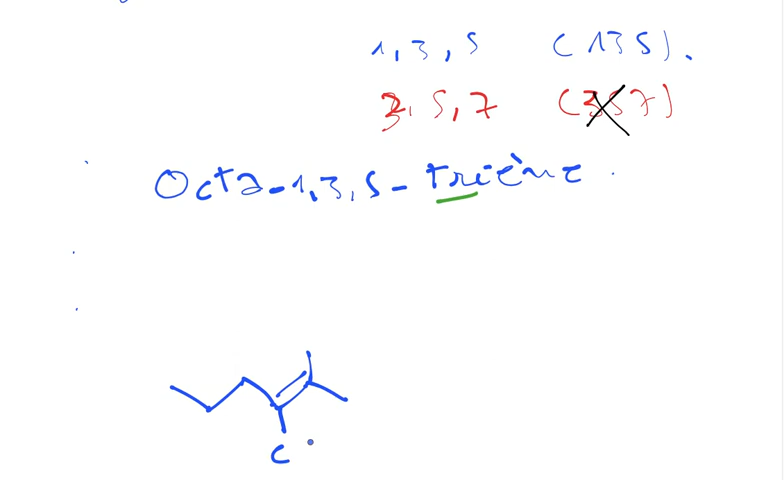 1, 3, 5 (135).
3, 5, 7 (357)
Octa-1,3,5-triène.
C